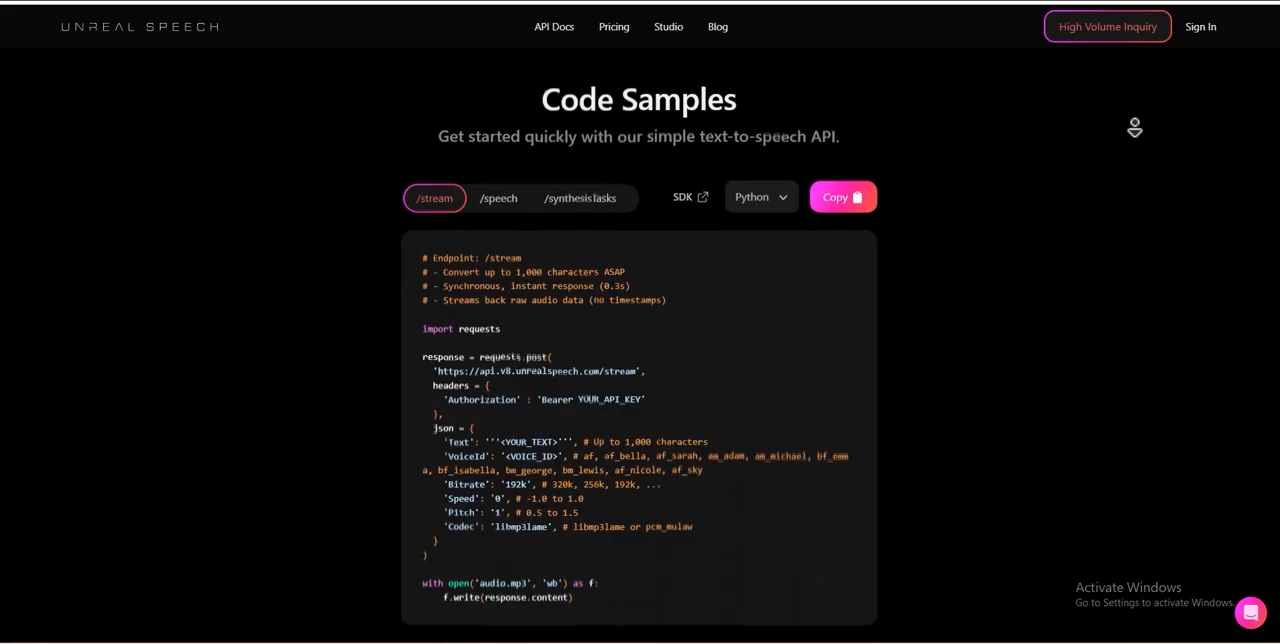 UNREAL SPEECH
API Docs Pricing Studio Blog High Volume Inquiry Sign In
Code Samples
Get started quickly with our simple text-to-speech API.
/stream /speech /synthesisTasks SDK Python Copy
# Endpoint: /stream
# - Convert up to 1,000 characters ASAP
# - Synchronous, instant response (0.3s)
# - Streams back raw audio data (no timestamps)
import requests
response = requests.post(
'https://api.v8.unrealspeech.com/stream',
headers = {
'Authorization' : 'Bearer YOUR_API_KEY'
},
json = {
'Text': '''<YOUR_TEXT>''', # Up to 1,000 characters
'VoiceId': '<VOICE_ID>', # af, af_bella, af_sarah, am_adam, am_michael, bf_emm
a, bf_isabella, bm_george, bm_lewis, af_nicole, af_sky
'Bitrate': '192k', # 320k, 256k, 192k, ...
'Speed': '0', # -1.0 to 1.0
'Pitch': '1', # 0.5 to 1.5
'Codec': 'libmp3lame', # libmp3lame or pcm_mulaw
}
)
with open('audio.mp3', 'wb') as f:
f.write(response.content)
Activate Windows
Go to Settings to activate Windows.